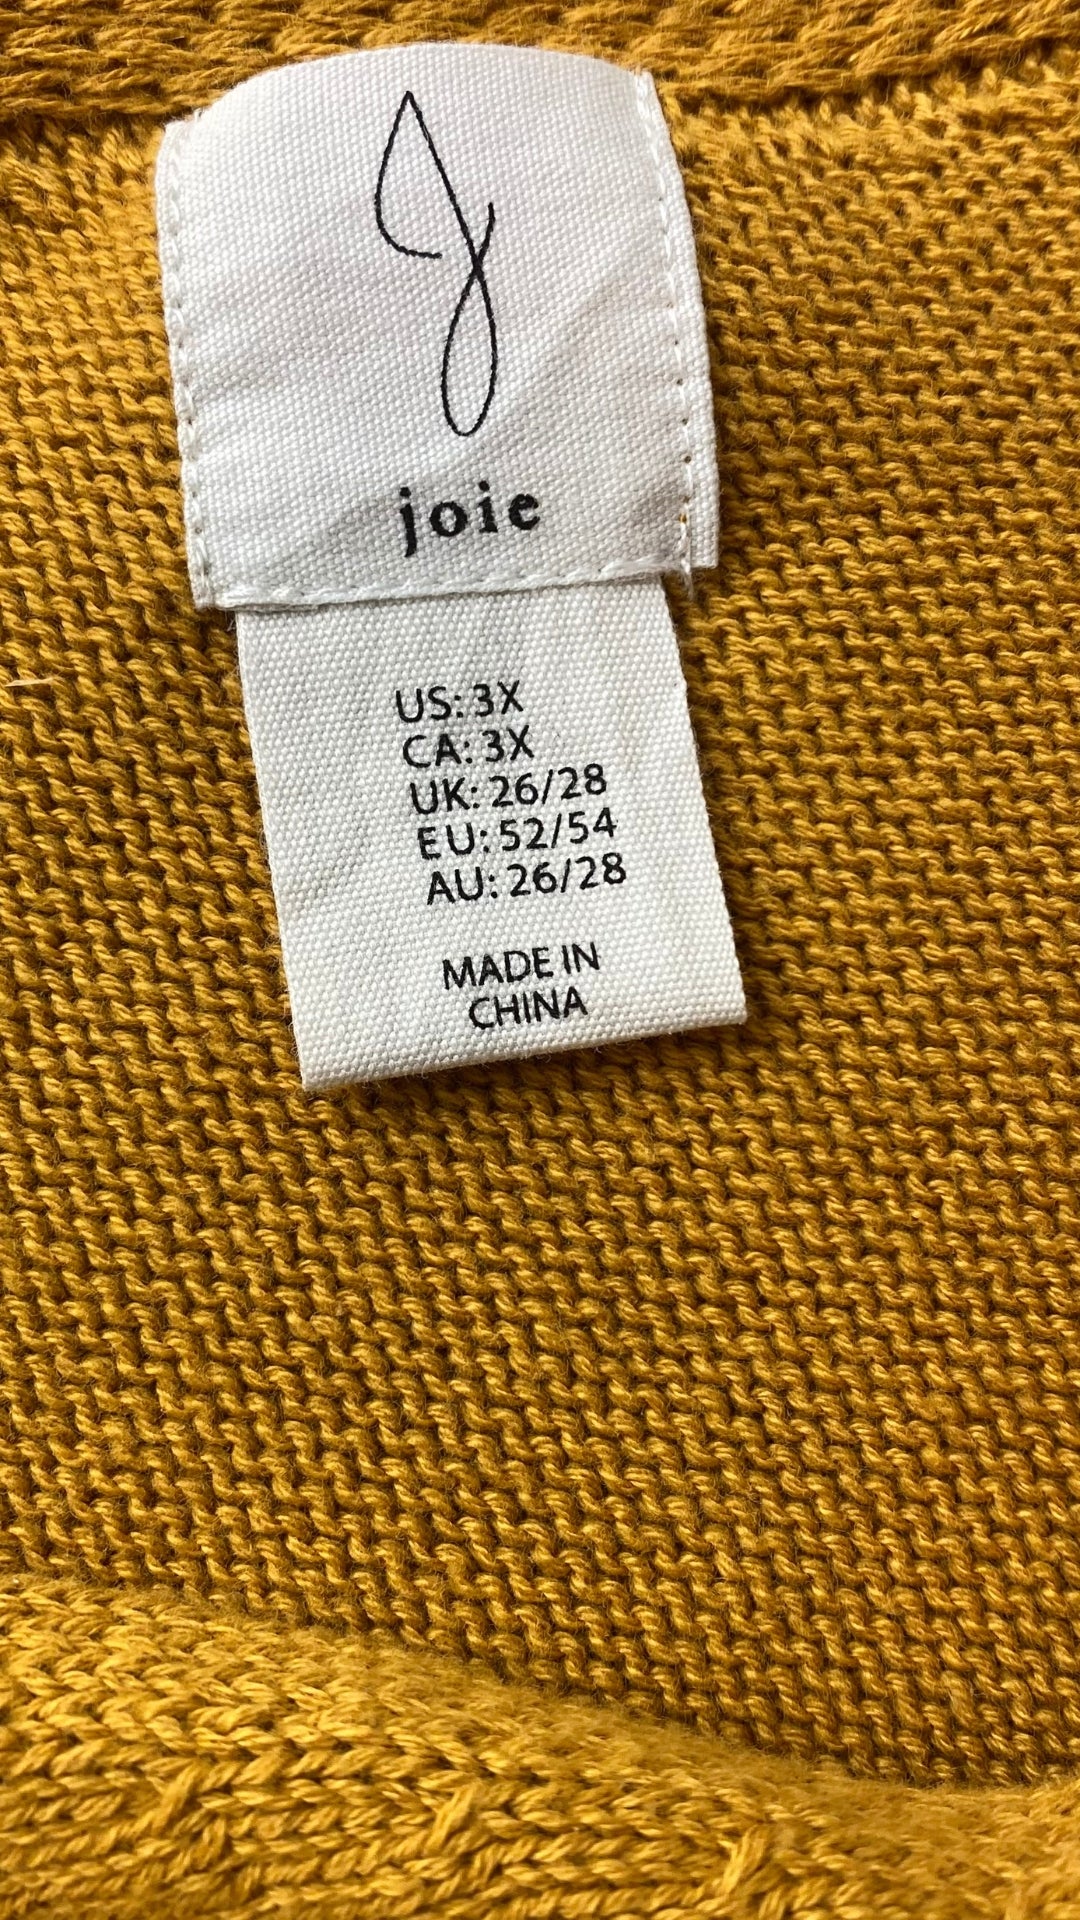 joie
US: 3X
CA: 3X
UK: 26/28
EU: 52/54
AU: 26/28
MADE IN
CHINA